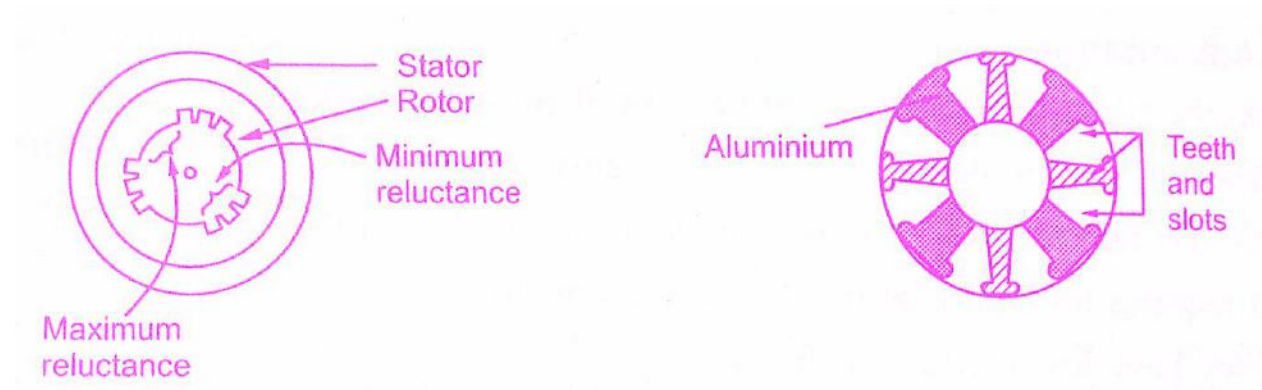 Stator
Rotor
Minimum
reluctance
Maximum
reluctance
Aluminium
Teeth
and
slots